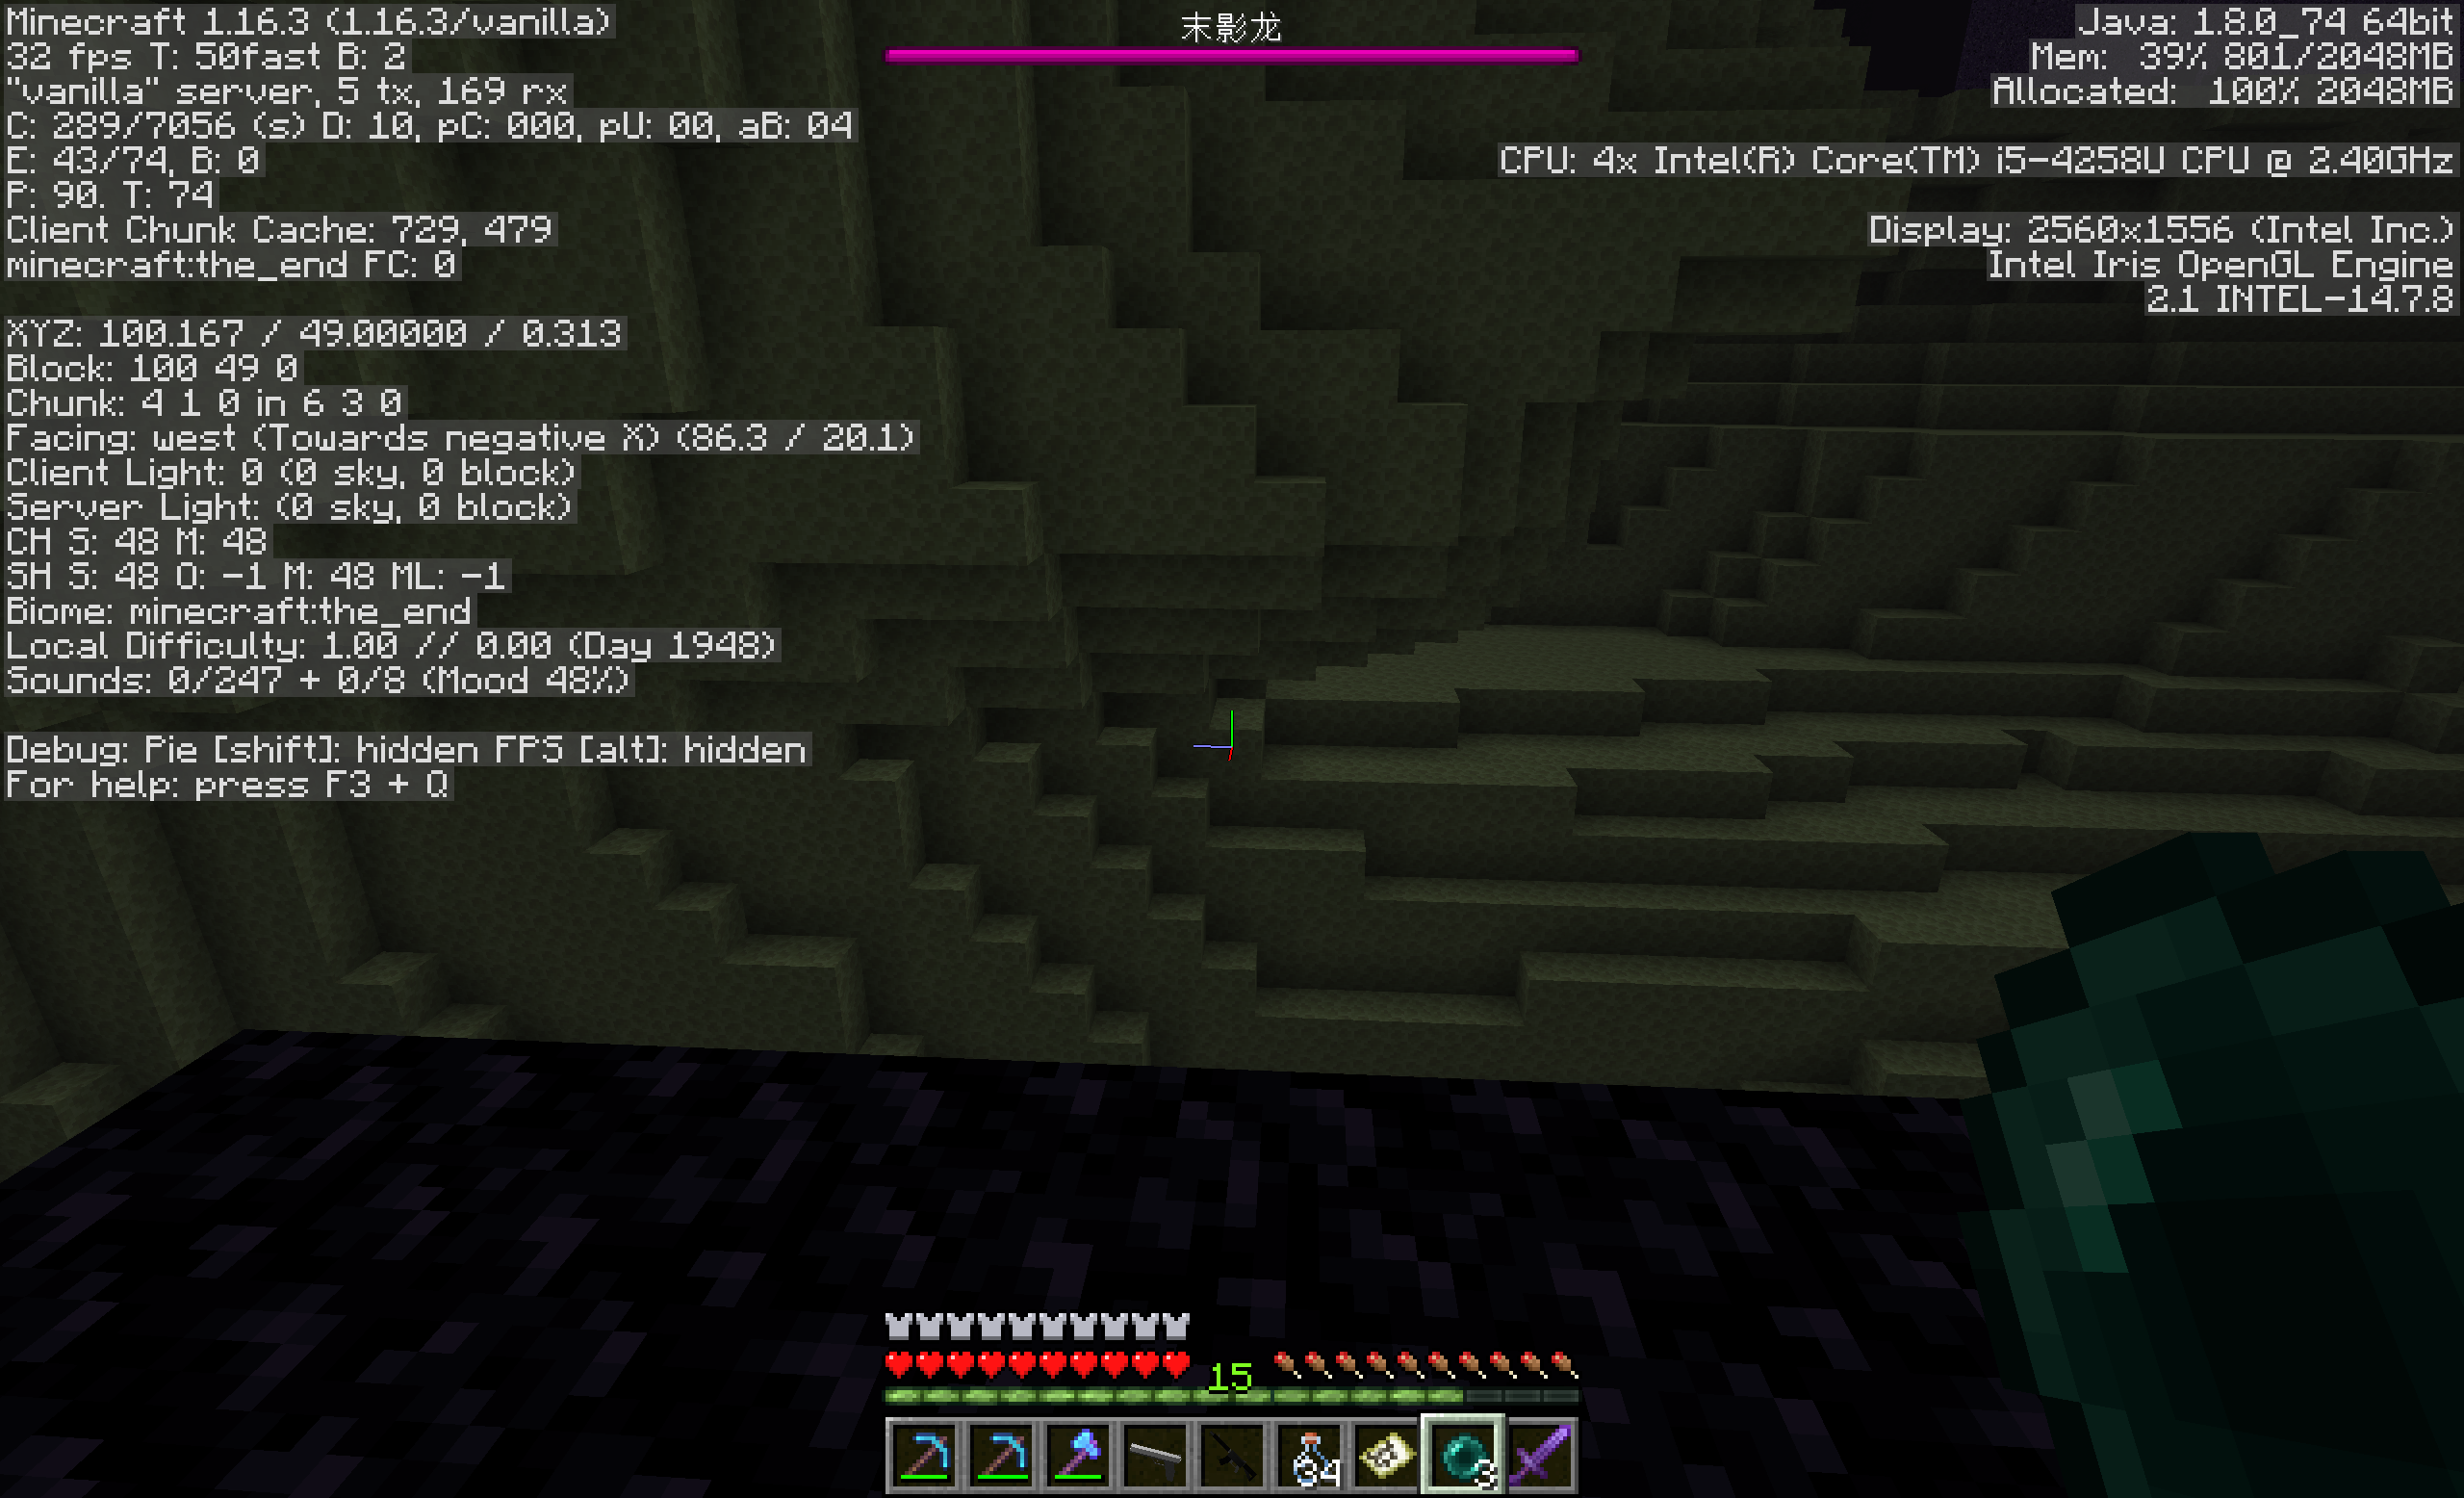 Minecraft 1.16.3 (1.16.3/vanilla)
32 fps T: 50fast B: 2
"vanilla" server, 5 tx, 169 rx
C: 289/7056 (s) D: 10, pC: 000, pU: 00, aB: 04
E: 43/74, B: 0
P: 90. T: 74
Client Chunk Cache: 729, 479
minecraft:the_end FC: 0
XYZ: 100.167 / 49.00000 / 0.313
Block: 100 49 0
Chunk: 4 1 0 in 6 3 0
Facing: west (Towards negative X) (86.3 / 20.1)
Client Light: 0 (0 sky, 0 block)
Server Light: (0 sky, 0 block)
CH S: 48 M: 48
SH S: 48 O: -1 M: 48 ML: -1
Biome: minecraft:the_end
Local Difficulty: 1.00 // 0.00 (Day 1948)
Sounds: 0/247 + 0/8 (Mood 48%)
Debug: Pie [shift]: hidden FPS [alt]: hidden
For help: press F3 + Q
末影龙
Java: 1.8.0_74 64bit
Mem: 39% 801/2048MB
Allocated: 100% 2048MB
CPU: 4x Intel(R) Core(TM) i5-4258U CPU @ 2.40GHz
Display: 2560x1556 (Intel Inc.)
Intel Iris OpenGL Engine
2.1 INTEL-14.7.8
15
34
3